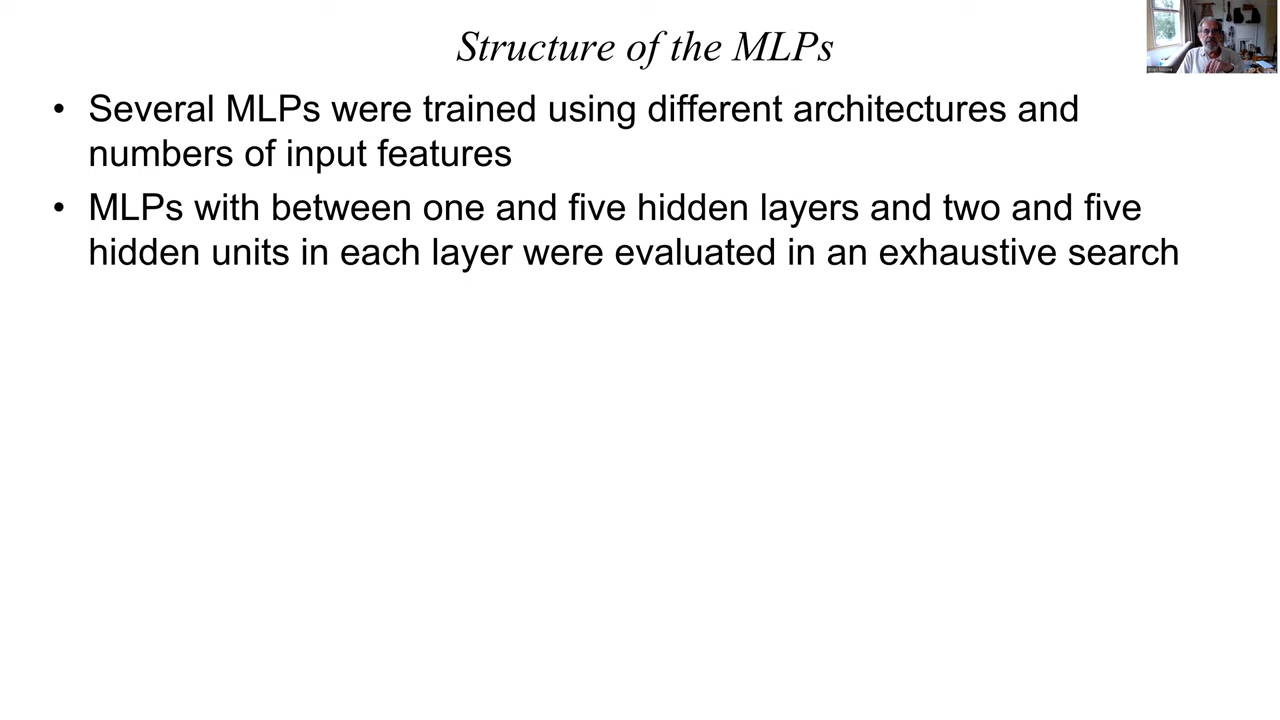 Structure of the MLPs
• Several MLPs were trained using different architectures and
numbers of input features
• MLPs with between one and five hidden layers and two and five
hidden units in each layer were evaluated in an exhaustive search